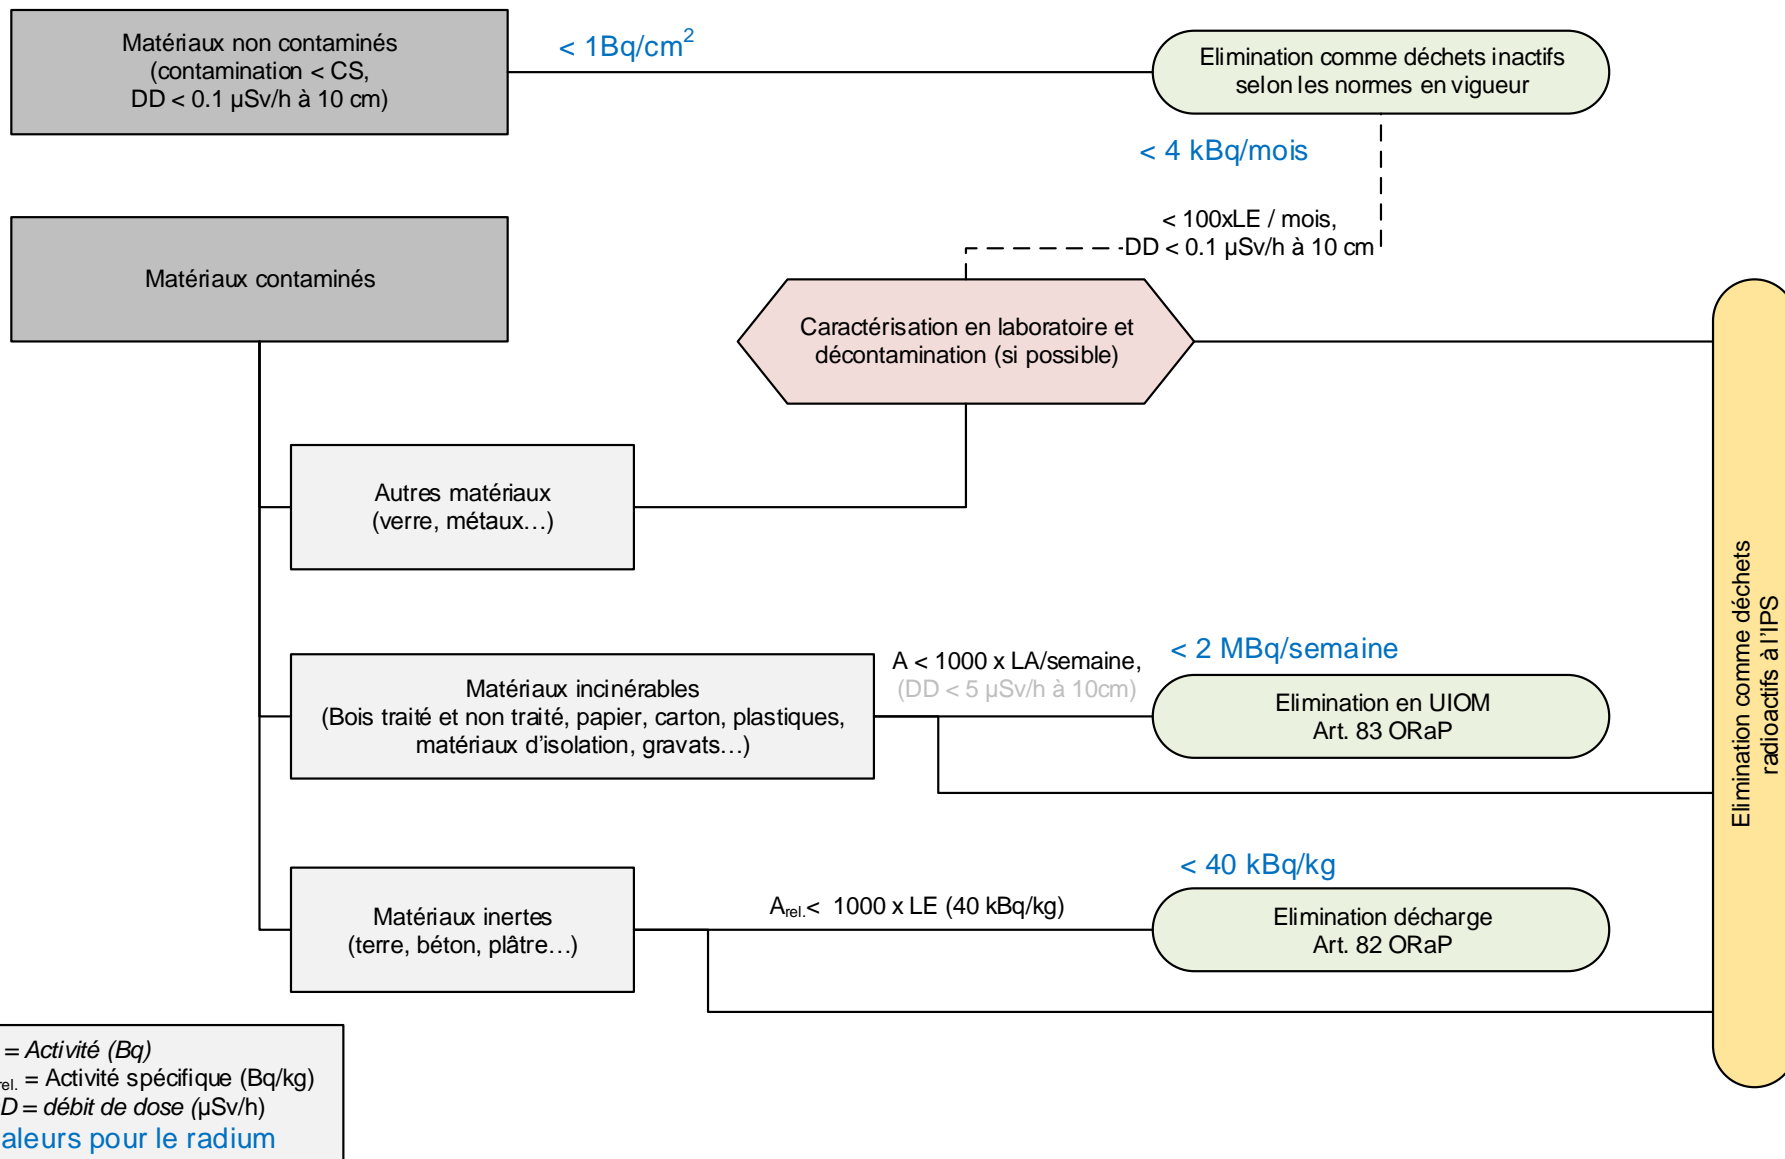 Matériaux non contaminés
(contamination < CS,
DD < 0.1 µSv/h à 10 cm)
< 1Bq/cm²
Elimination comme déchets inactifs
selon les normes en vigueur
< 4 kBq/mois
< 100xLE / mois,
DD < 0.1 µSv/h à 10 cm
Matériaux contaminés
Caractérisation en laboratoire et
décontamination (si possible)
Autres matériaux
(verre, métaux…)
Matériaux incinérables
(Bois traité et non traité, papier, carton, plastiques,
matériaux d'isolation, gravats…)
A < 1000 x LA/semaine,
(DD < 5 µSv/h à 10cm)
< 2 MBq/semaine
Elimination en UIOM
Art. 83 ORaP
Matériaux inertes
(terre, béton, plâtre…)
Arel.< 1000 x LE (40 kBq/kg)
< 40 kBq/kg
Elimination décharge
Art. 82 ORaP
Elimination comme déchets
radioactifs à l'IPS
= Activité (Bq)
rel. = Activité spécifique (Bq/kg)
D = débit de dose (µSv/h)
aleurs pour le radium